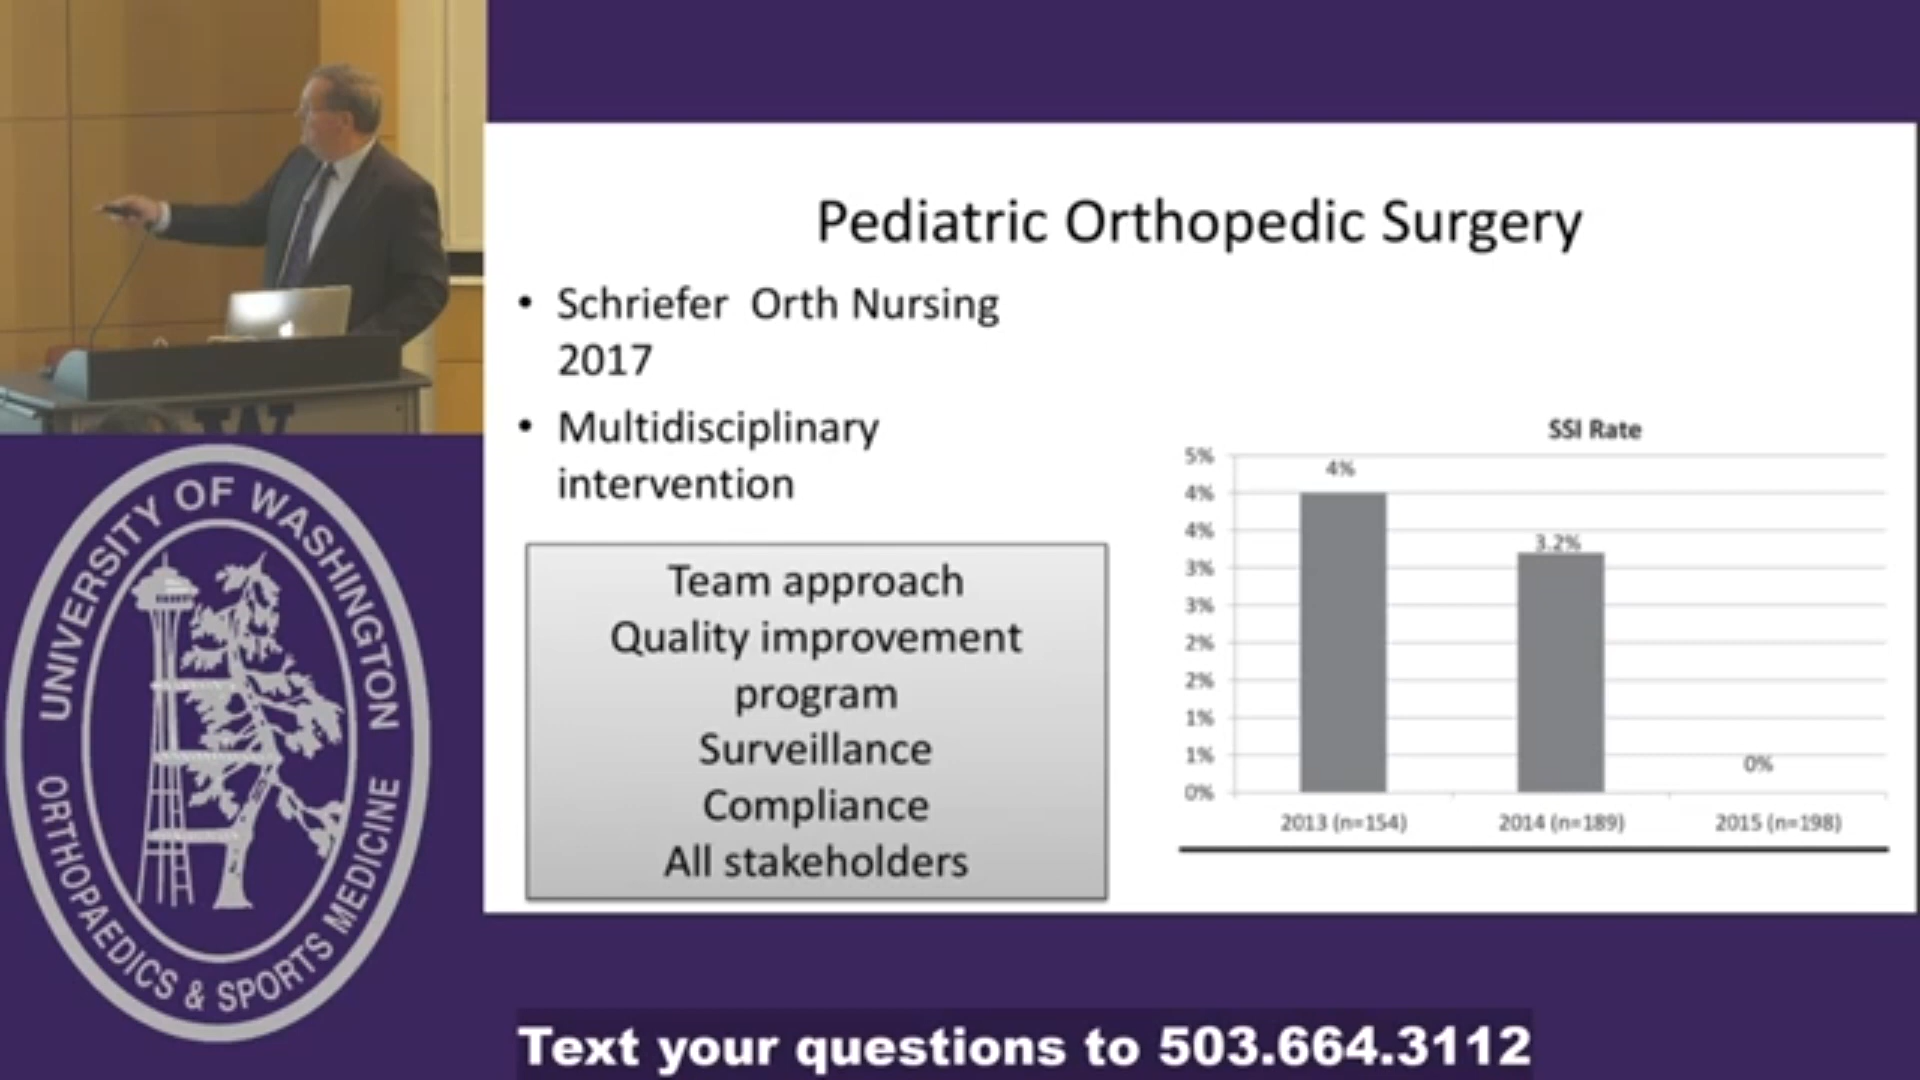 Pediatric Orthopedic Surgery
• Schriefer Orth Nursing
2017
• Multidisciplinary
intervention
Team approach
Quality improvement
program
Surveillance
Compliance
All stakeholders
SSI Rate
5%
4%
4%
3%
3%
2%
2%
1%
1%
0%
4%
3.2%
0%
2013 (n=154)
2014 (n=189)
2015 (n=198)
UNIVERSITY OF WASHINGTON
ORTHOPAEDICS & SPORTS MEDICINE
Text your questions to 503.664.3112